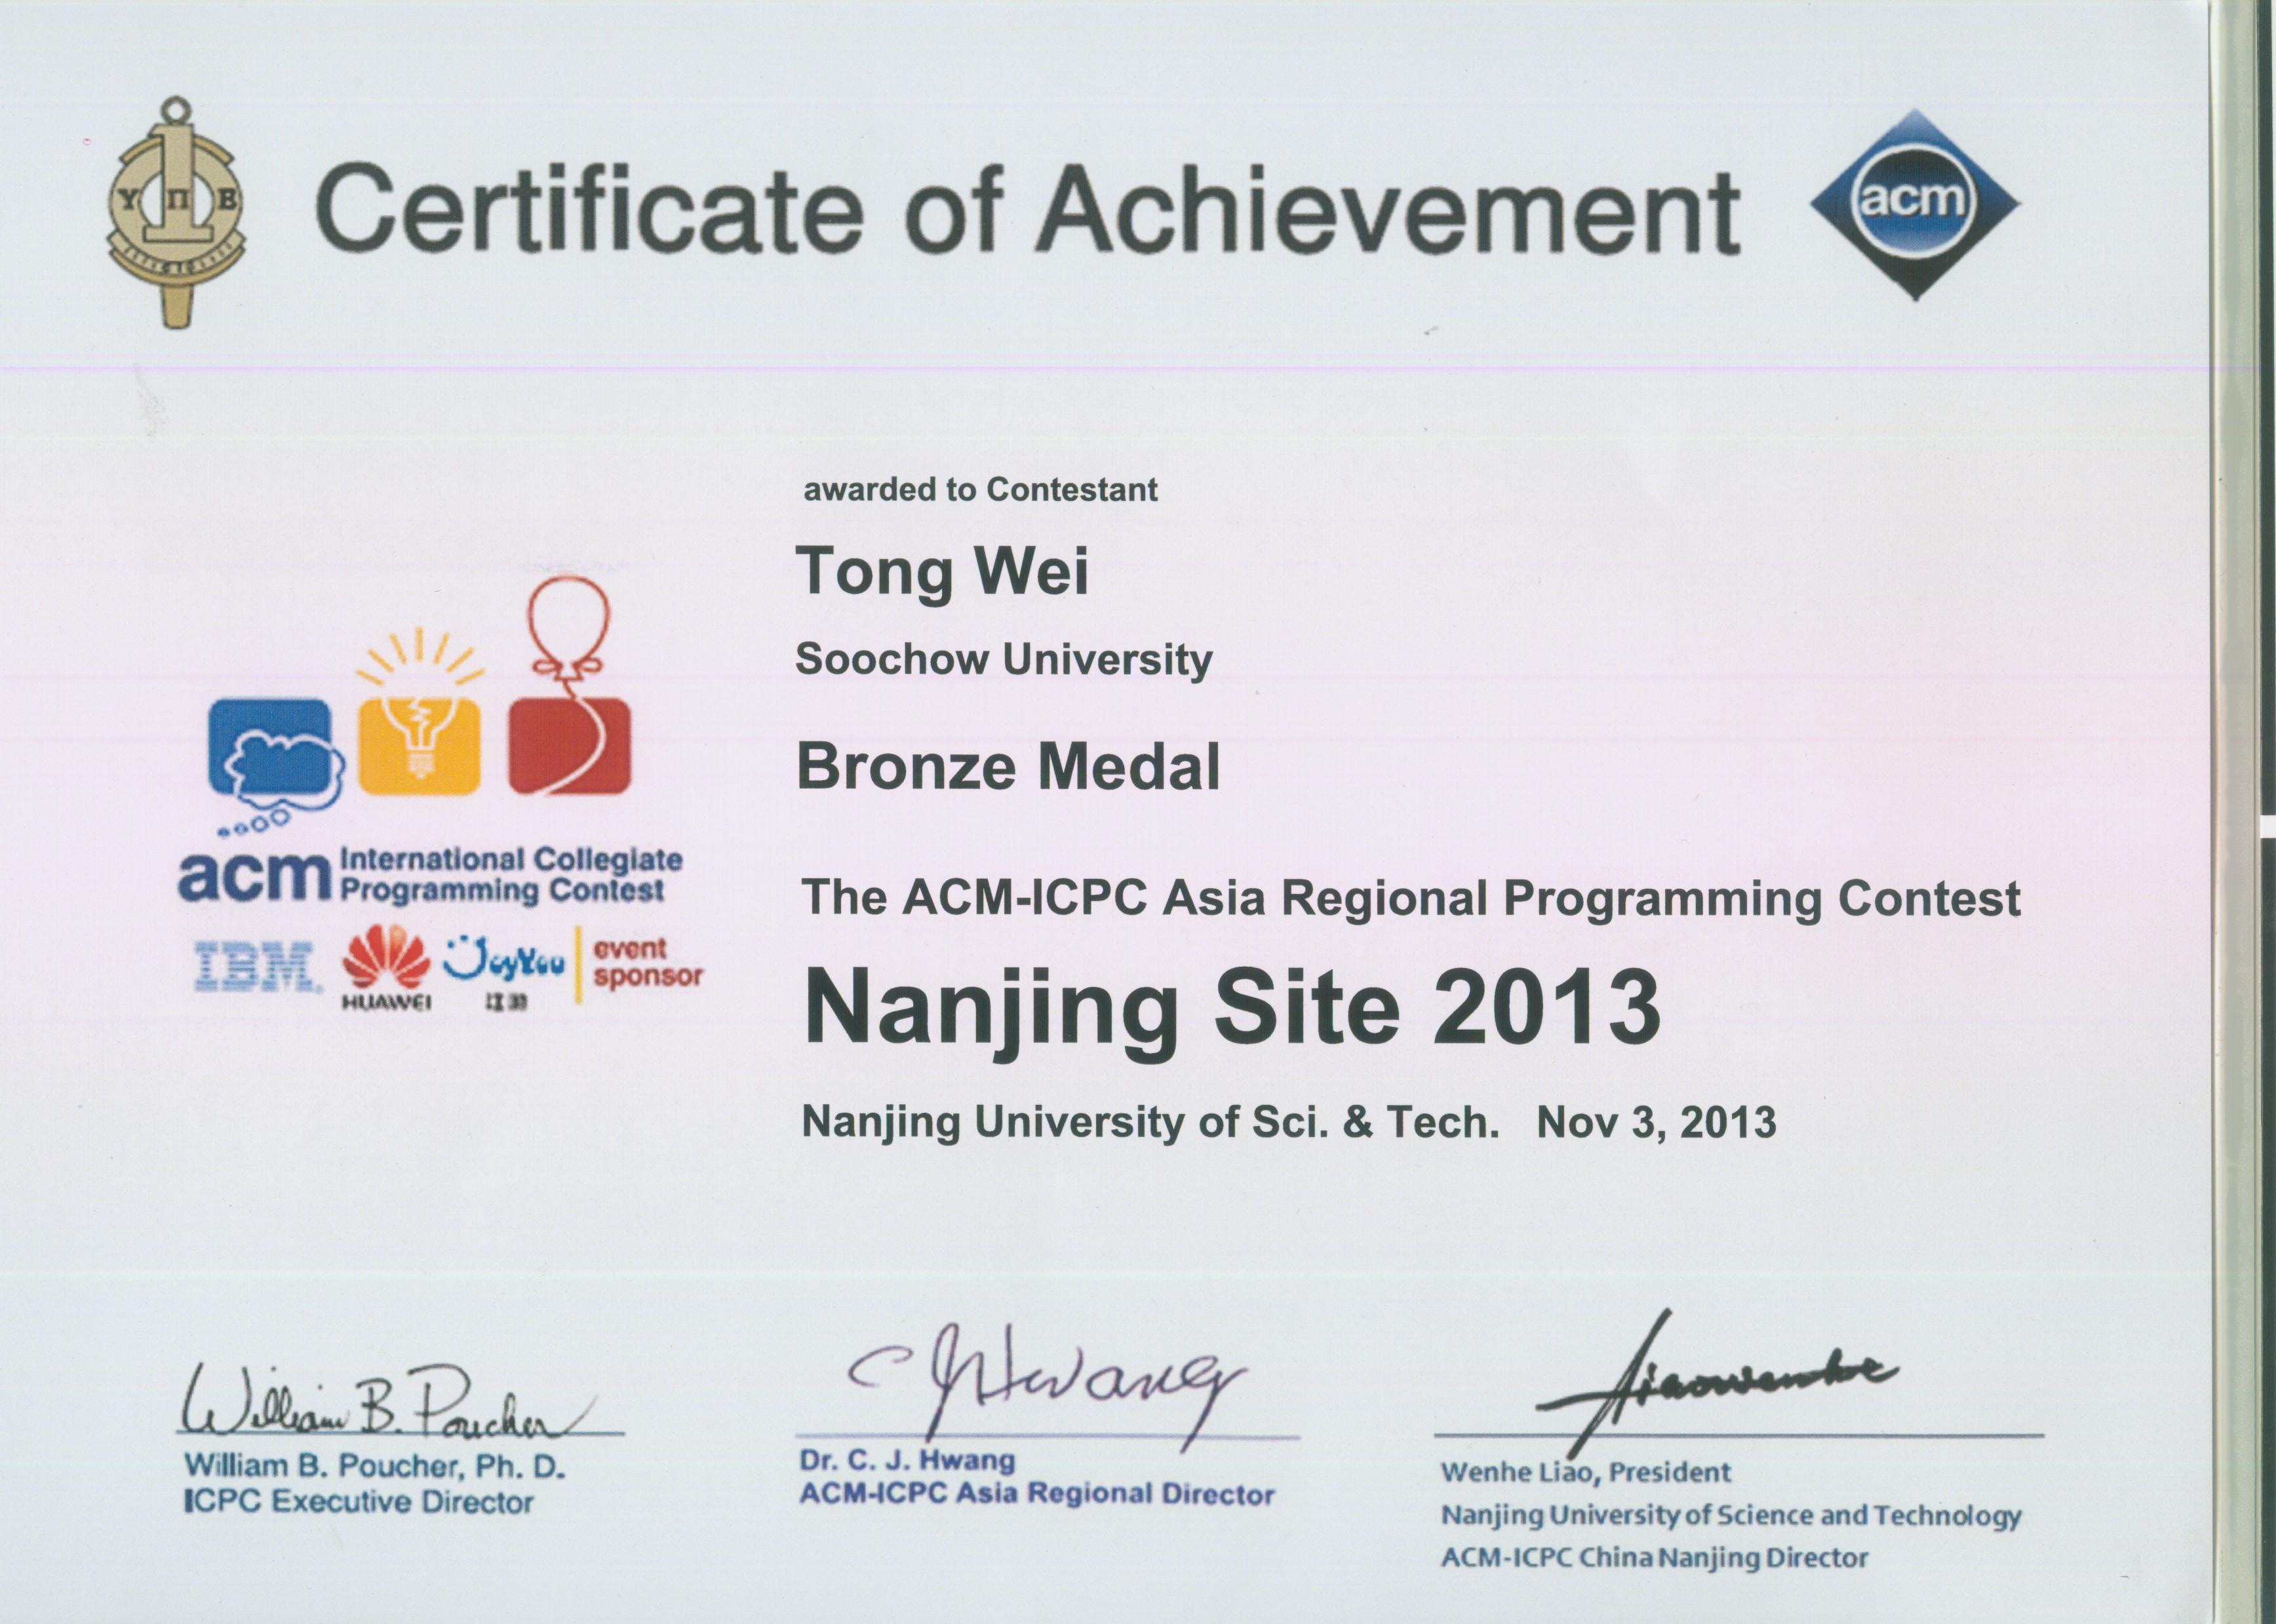 Certificate of Achievement
Υ Π Β
acm
awarded to Contestant
Tong Wei
Soochow University
Bronze Medal
The ACM-ICPC Asia Regional Programming Contest
Nanjing Site 2013
Nanjing University of Sci. & Tech. Nov 3, 2013
acm International Collegiate
Programming Contest
IBM HUAWEI JoyYou event
sponsor
William B. Poucher
William B. Poucher, Ph. D.
ICPC Executive Director
C J Hwang
Dr. C. J. Hwang
ACM-ICPC Asia Regional Director
Liaowenhe
Wenhe Liao, President
Nanjing University of Science and Technology
ACM-ICPC China Nanjing Director